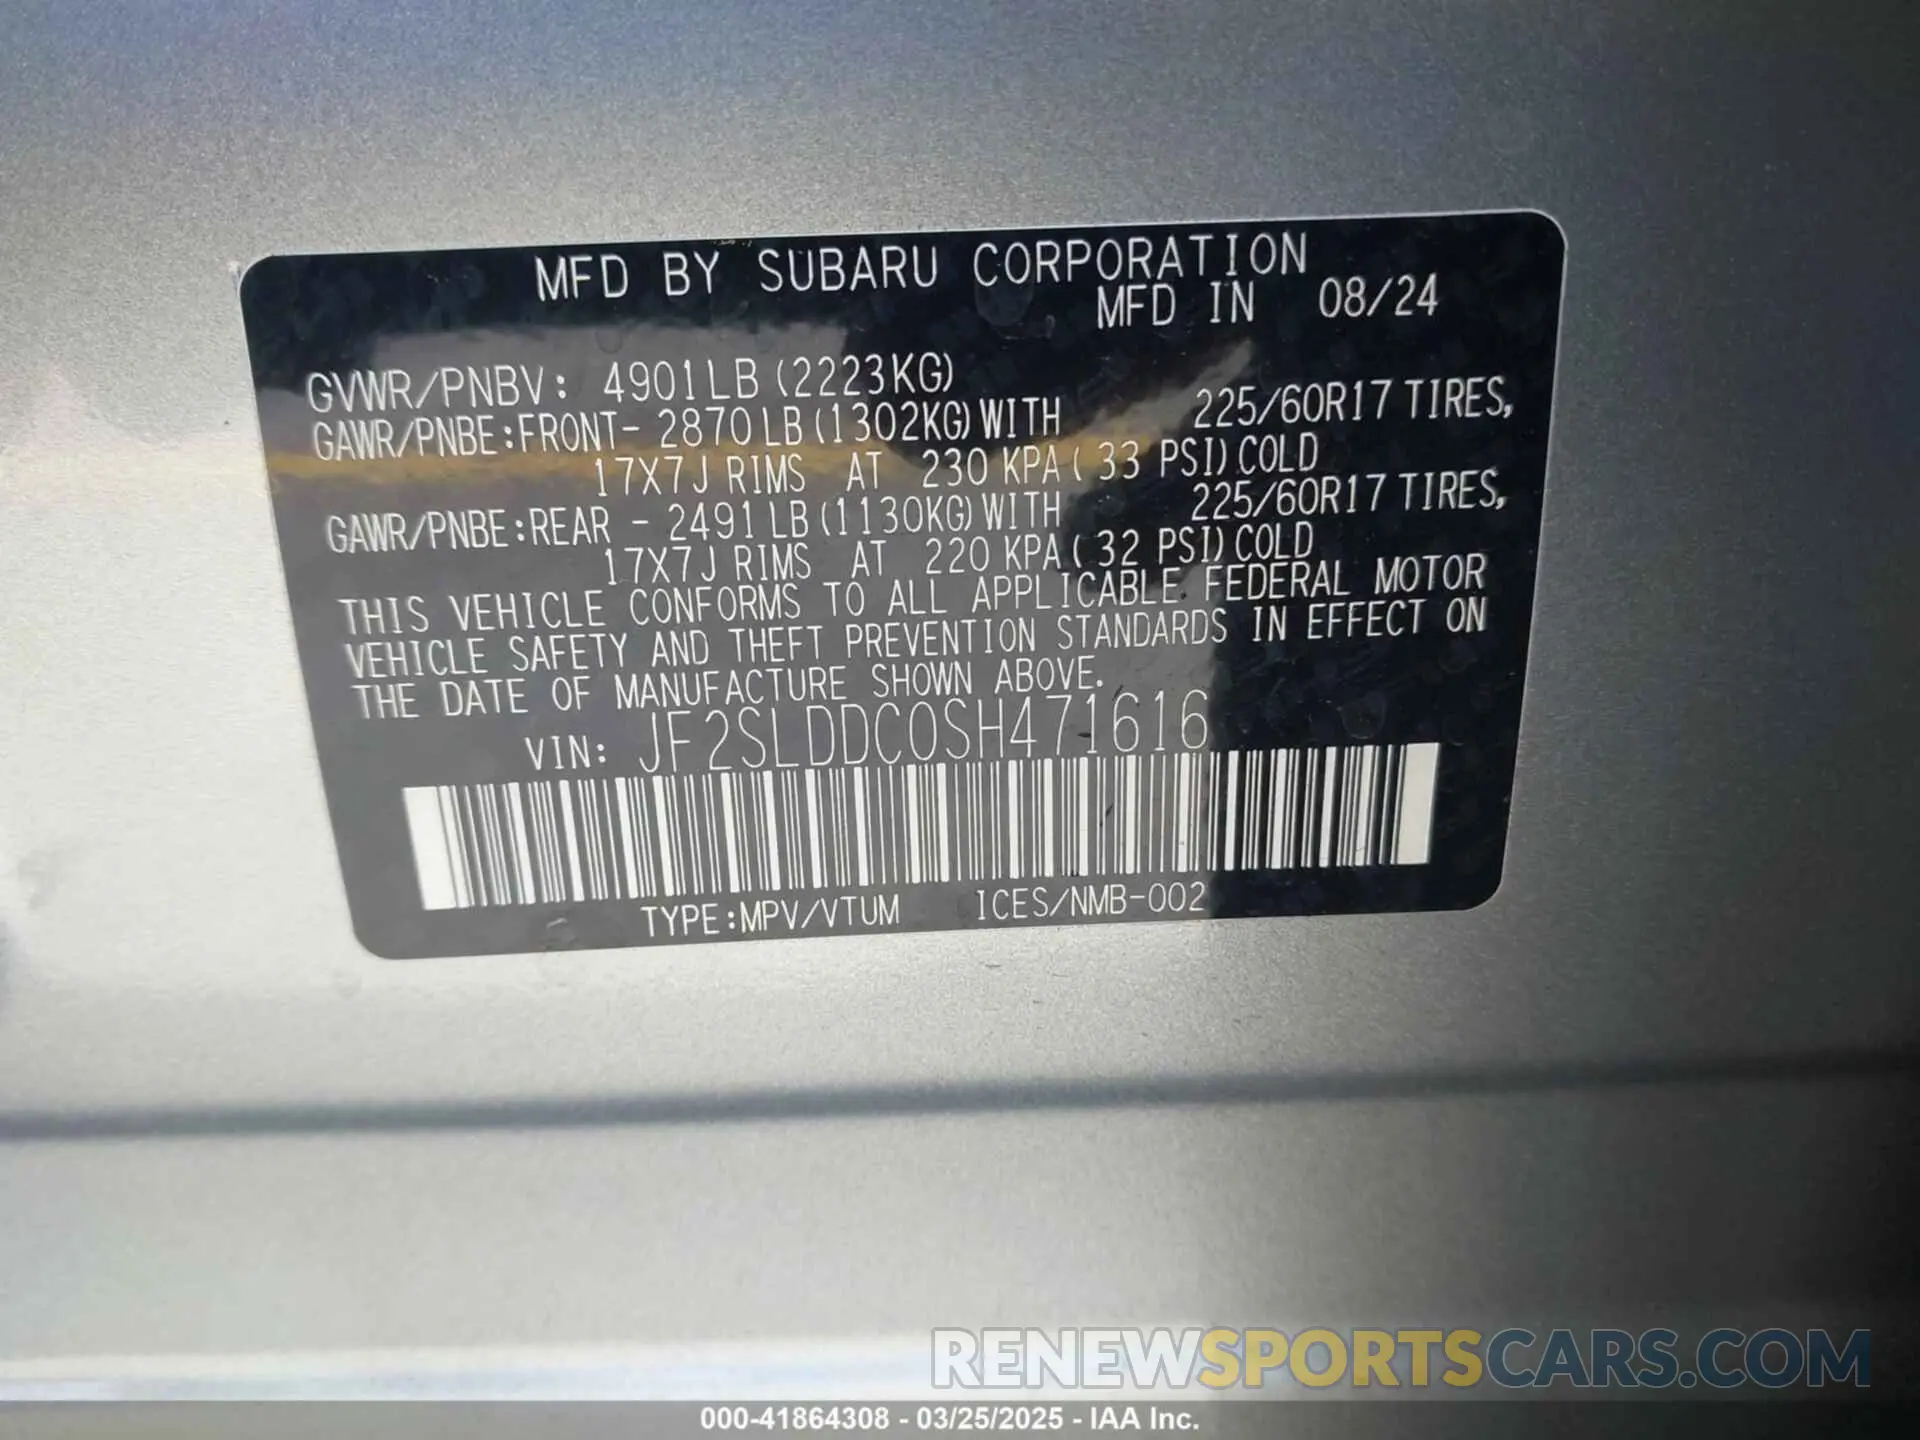 MFD BY SUBARU CORPORATION
MFD IN 08/24
GVWR/PNBV: 4901LB (2223KG)
GAWR/PNBE:FRONT- 2870LB(1302KG)WITH 225/60R17 TIRES,
17X7J RIMS AT 230 KPA( 33 PSI) COLD
GAWR/PNBE:REAR - 2491LB(1130KG)WITH 225/60R17 TIRES,
17X7J RIMS AT 220 KPA( 32 PSI) COLD
THIS VEHICLE CONFORMS TO ALL APPLICABLE FEDERAL MOTOR
VEHICLE SAFETY AND THEFT PREVENTION STANDARDS IN EFFECT ON
THE DATE OF MANUFACTURE SHOWN ABOVE.
VIN: JF2SLDDC0SH471616
TYPE:MPV/VTUM ICES/NMB-002
RENEWSPORTSCARS.COM
000-41864308 - 03/25/2025 - IAA Inc.